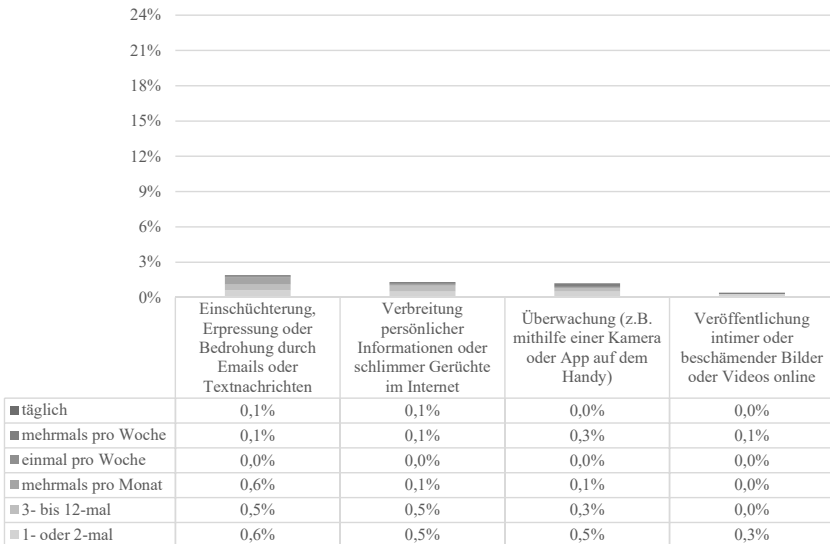 24%
21%
18%
15%
12%
9%
6%
3%
0%
Einschüchterung,
Erpressung oder
Bedrohung durch
Emails oder
Textnachrichten
Verbreitung
persönlicher
Informationen oder
schlimmer Gerüchte
im Internet
Überwachung (z.B.
mithilfe einer Kamera
oder App auf dem
Handy)
Veröffentlichung
intimer oder
beschämender Bilder
oder Videos online
täglich 0,1% 0,1% 0,0% 0,0%
mehrmals pro Woche 0,1% 0,1% 0,3% 0,1%
einmal pro Woche 0,0% 0,0% 0,0% 0,0%
mehrmals pro Monat 0,6% 0,1% 0,1% 0,0%
3- bis 12-mal 0,5% 0,5% 0,3% 0,0%
1- oder 2-mal 0,6% 0,5% 0,5% 0,3%